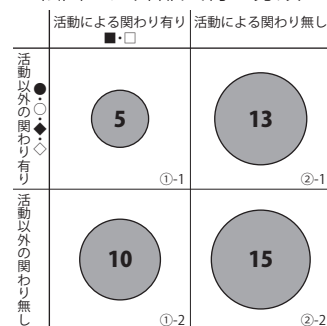 活動による関わり有り
■・□
活動による関わり無し
活動以外の関わり有り
●・○・◆・◇
5
①-1
13
②-1
活動以外の関わり無し
10
①-2
15
②-2